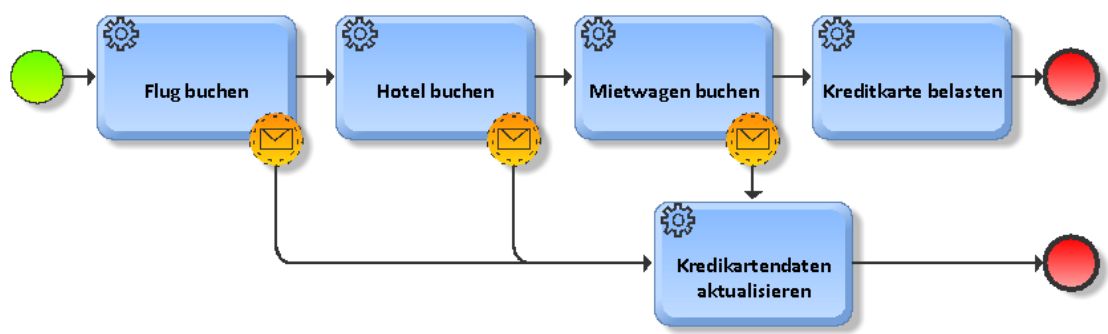 Flug buchen
Hotel buchen
Mietwagen buchen
Kreditkarte belasten
Kredikartendaten
aktualisieren